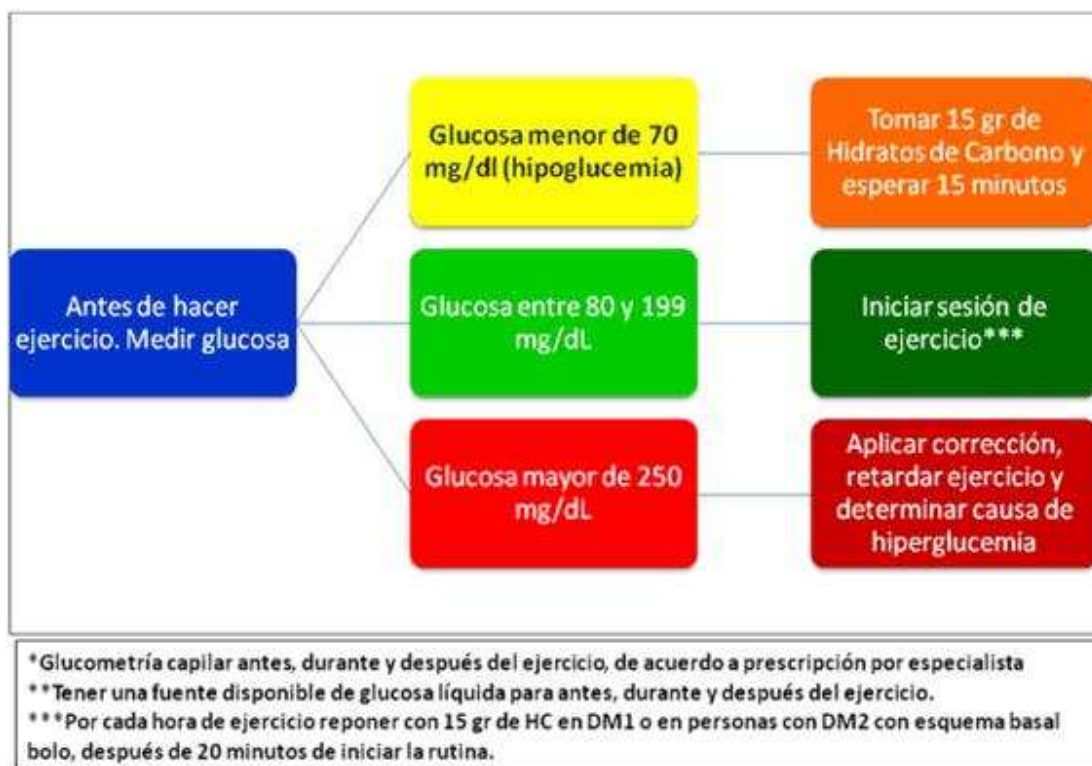 Antes de hacer
ejercicio. Medir glucosa
Glucosa menor de 70
mg/dl (hipoglucemia)
Tomar 15 gr de
Hidratos de Carbono y
esperar 15 minutos
Glucosa entre 80 y 199
mg/dL
Iniciar sesión de
ejercicio***
Glucosa mayor de 250
mg/dL
Aplicar corrección,
retardar ejercicio y
determinar causa de
hiperglucemia
*Glucometría capilar antes, durante y después del ejercicio, de acuerdo a prescripción por especialista
**Tener una fuente disponible de glucosa líquida para antes, durante y después del ejercicio.
***Por cada hora de ejercicio reponer con 15 gr de HC en DM1 o en personas con DM2 con esquema basal
bolo, después de 20 minutos de iniciar la rutina.